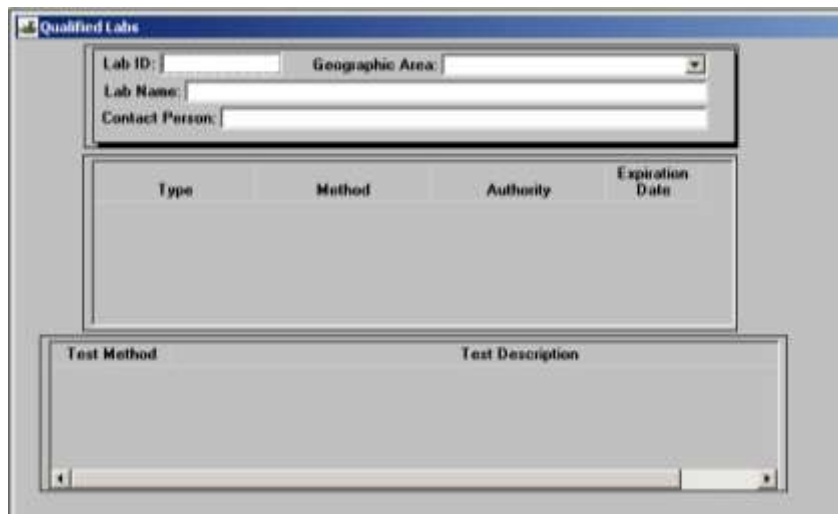 Qualified Labs
Lab ID: Geographic Area:
Lab Name:
Contact Person:
Type Method Authority Expiration Date
Test Method Test Description